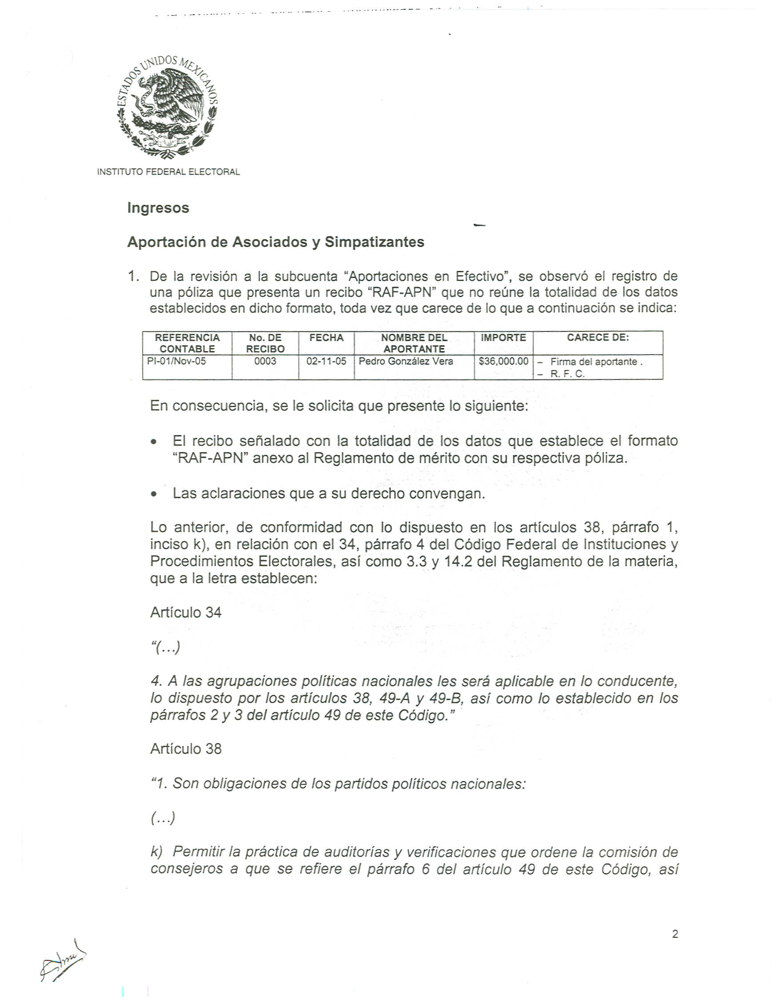 ESTADOS UNIDOS MEXICANOS
INSTITUTO FEDERAL ELECTORAL
Ingresos
Aportación de Asociados y Simpatizantes
1. De la revisión a la subcuenta “Aportaciones en Efectivo”, se observó el registro de
una póliza que presenta un recibo “RAF-APN” que no reúne la totalidad de los datos
establecidos en dicho formato, toda vez que carece de lo que a continuación se indica:
REFERENCIA CONTABLE No. DE RECIBO FECHA NOMBRE DEL APORTANTE IMPORTE CARECE DE:
PI-01/Nov-05 0003 02-11-05 Pedro González Vera $36,000.00 – Firma del aportante .
– R. F. C.
En consecuencia, se le solicita que presente lo siguiente:
• El recibo señalado con la totalidad de los datos que establece el formato
“RAF-APN” anexo al Reglamento de mérito con su respectiva póliza.
• Las aclaraciones que a su derecho convengan.
Lo anterior, de conformidad con lo dispuesto en los artículos 38, párrafo 1,
inciso k), en relación con el 34, párrafo 4 del Código Federal de Instituciones y
Procedimientos Electorales, así como 3.3 y 14.2 del Reglamento de la materia,
que a la letra establecen:
Artículo 34
“(...)
4. A las agrupaciones políticas nacionales les será aplicable en lo conducente,
lo dispuesto por los artículos 38, 49-A y 49-B, así como lo establecido en los
párrafos 2 y 3 del artículo 49 de este Código.”
Artículo 38
“1. Son obligaciones de los partidos políticos nacionales:
(...)
k) Permitir la práctica de auditorías y verificaciones que ordene la comisión de
consejeros a que se refiere el párrafo 6 del artículo 49 de este Código, así
2